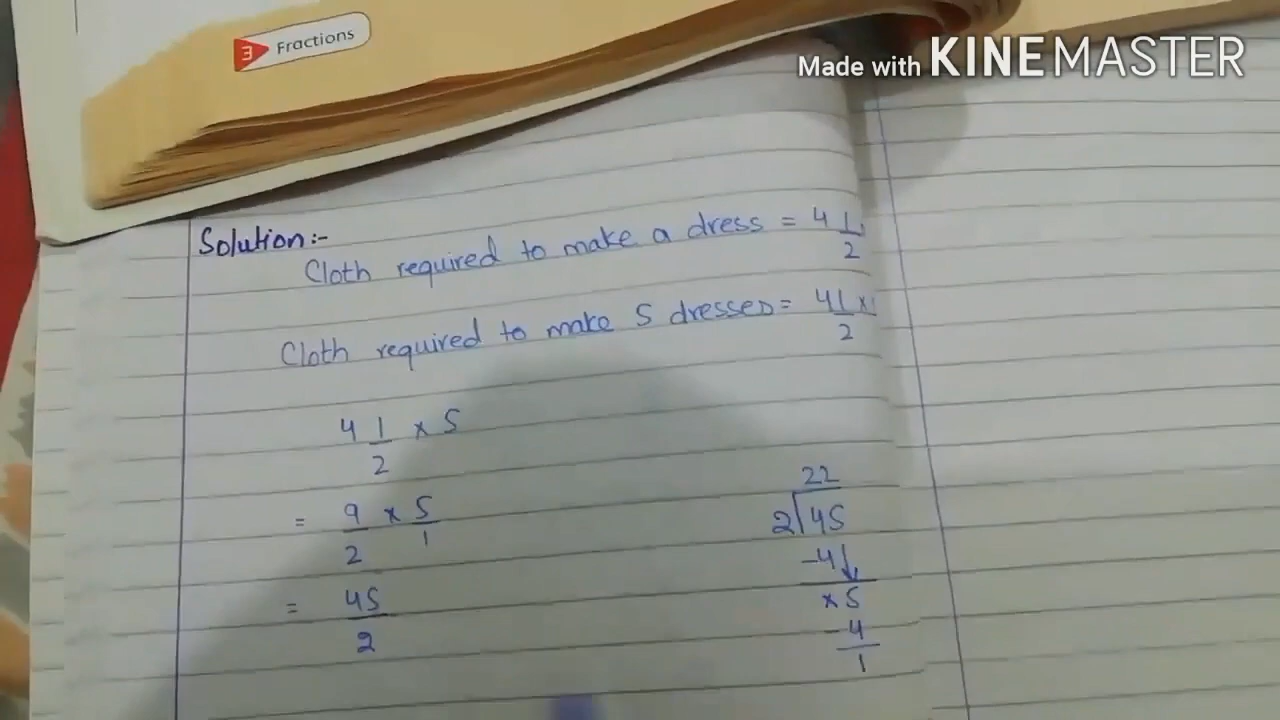 3 Fractions
Made with KINEMASTER
Solution:-
Cloth required to make a dress = 4 1/2
Cloth required to make 5 dresses = 4 1/2 ×
4 1/2 × 5
= 9/2 × 5/1
= 45/2
22
2 45
-4↓
×5
-4
1